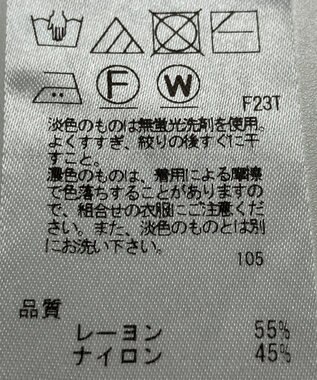 F W
F23T
淡色のものは無蛍光洗剤を使用。
よくすすぎ、絞りの後すぐに干
すこと。
濃色のものは、着用による摩擦
で色落ちすることがありますの
で、組合せの衣服にご注意くだ
さい。また、淡色のものとは別
にお洗い下さい。
105
品質
レーヨン 55%
ナイロン 45%